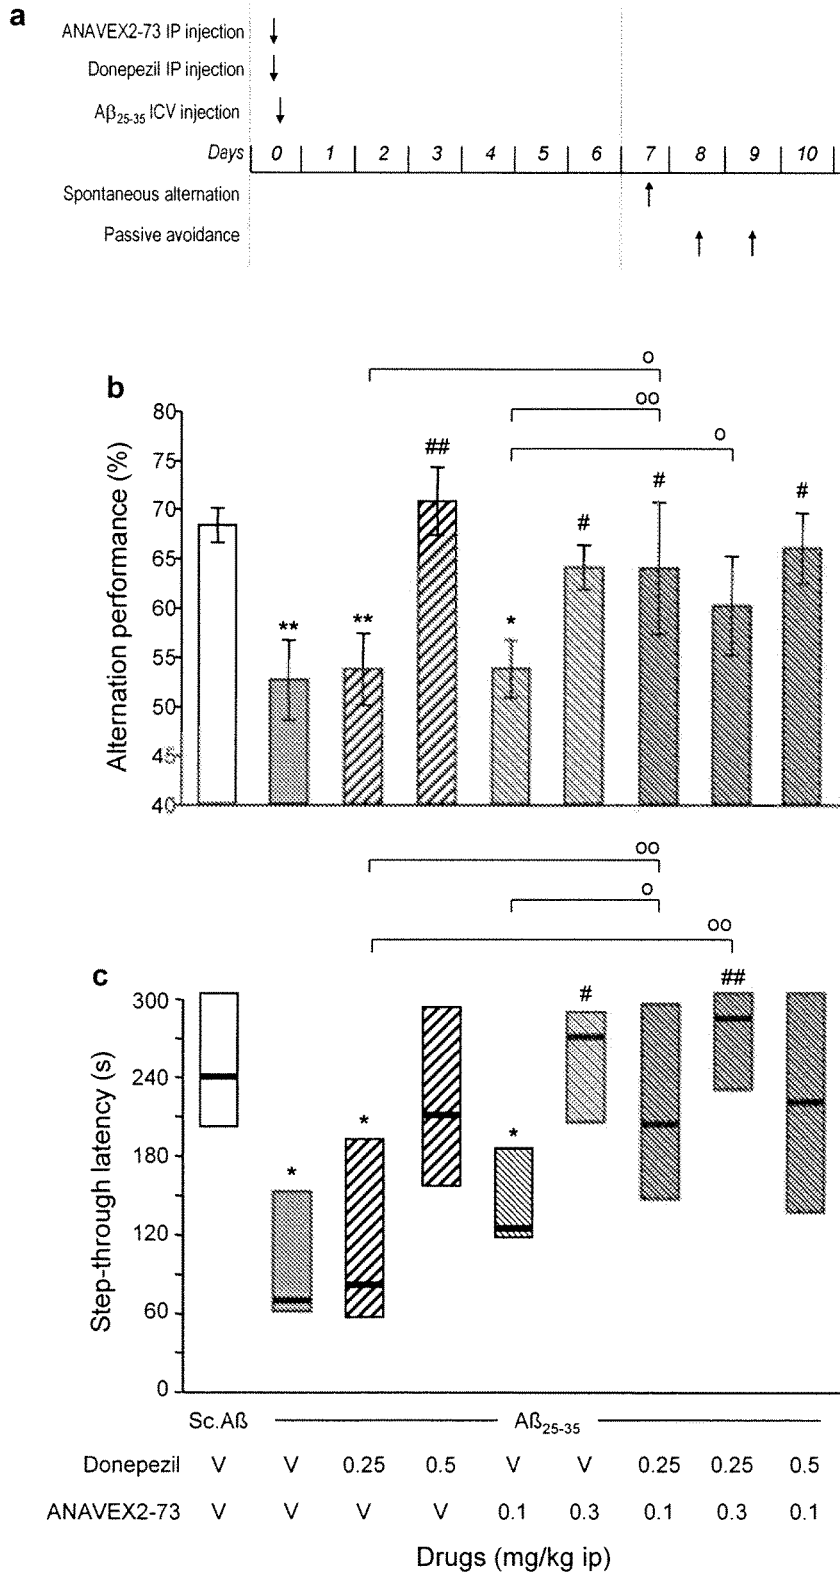 a
ANAVEX2-73 IP injection
Donepezil IP injection
Aβ25-35 ICV injection
Days 0 1 2 3 4 5 6 7 8 9 10
Spontaneous alternation
Passive avoidance
b
Alternation performance (%)
80
75
70
65
60
55
50
45
40
** ** ## * # # #
o
oo
o
c
Step-through latency (s)
300
240
180
120
60
0
* * * # ##
oo
o
oo
Sc.Aß Aß25-35
Donepezil V V 0.25 0.5 V V 0.25 0.25 0.5
ANAVEX2-73 V V V V 0.1 0.3 0.1 0.3 0.1
Drugs (mg/kg ip)